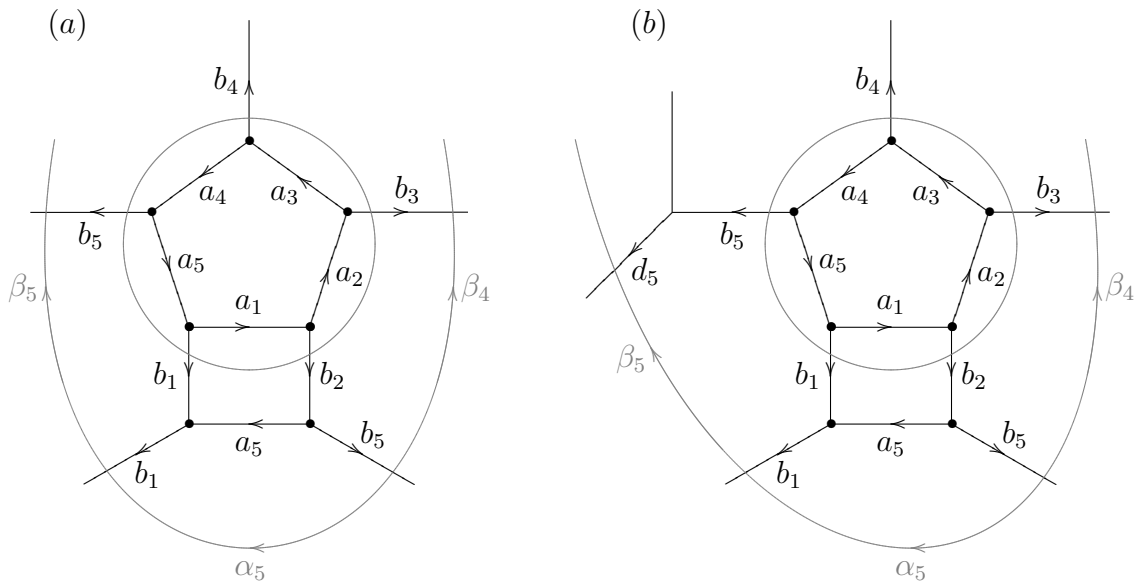 (a)
b₄
a₄ a₃ b₃
b₅
a₅ a₂
a₁
β₅ β₄
b₁ b₂
a₅ b₅
b₁
α₅
(b)
b₄
a₄ a₃ b₃
b₅
d₅ a₅ a₂
a₁
β₄
β₅ b₁ b₂
a₅ b₅
b₁
α₅